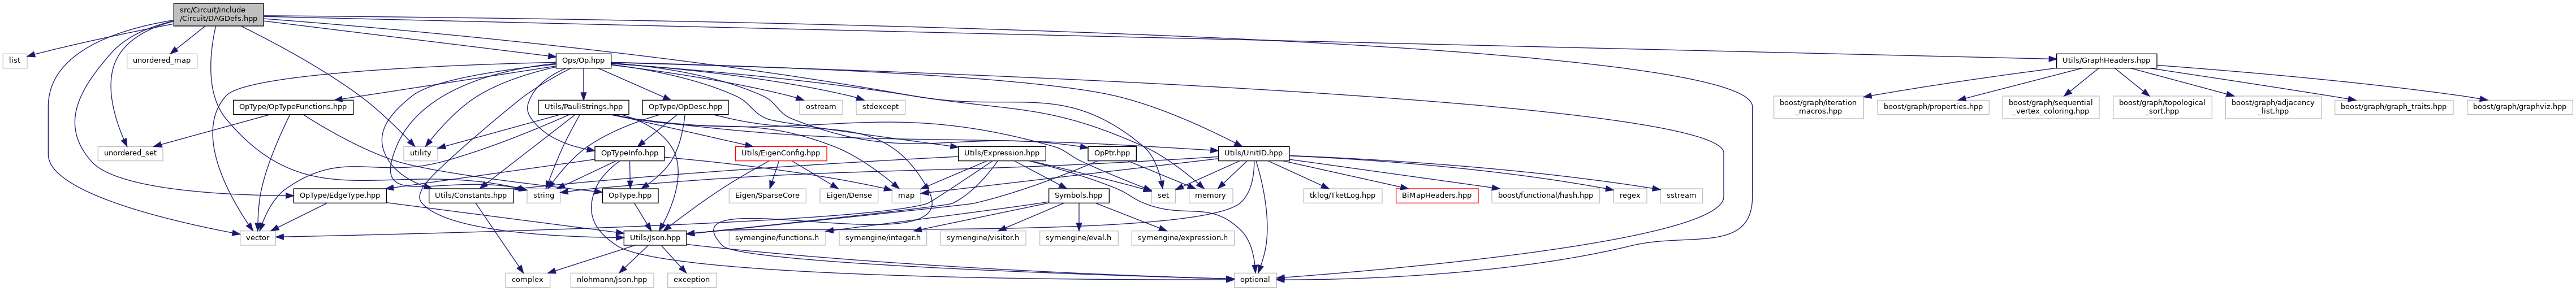 src/Circuit/include
/Circuit/DAGDefs.hpp
list
unordered_map
Ops/Op.hpp
Utils/GraphHeaders.hpp
OpType/OpTypeFunctions.hpp
Utils/PauliStrings.hpp
OpType/OpDesc.hpp
ostream
stdexcept
boost/graph/iteration
_macros.hpp
boost/graph/properties.hpp
boost/graph/sequential
_vertex_coloring.hpp
boost/graph/topological
_sort.hpp
boost/graph/adjacency
_list.hpp
boost/graph/graph_traits.hpp
boost/graph/graphviz.hpp
unordered_set
utility
OpTypeInfo.hpp
Utils/EigenConfig.hpp
Utils/Expression.hpp
OpPtr.hpp
Utils/UnitID.hpp
OpType/EdgeType.hpp
Utils/Constants.hpp
string
OpType.hpp
Eigen/SparseCore
Eigen/Dense
map
Symbols.hpp
set
memory
tklog/TketLog.hpp
BiMapHeaders.hpp
boost/functional/hash.hpp
regex
sstream
vector
Utils/Json.hpp
symengine/functions.h
symengine/integer.h
symengine/visitor.h
symengine/eval.h
symengine/expression.h
complex
nlohmann/json.hpp
exception
optional